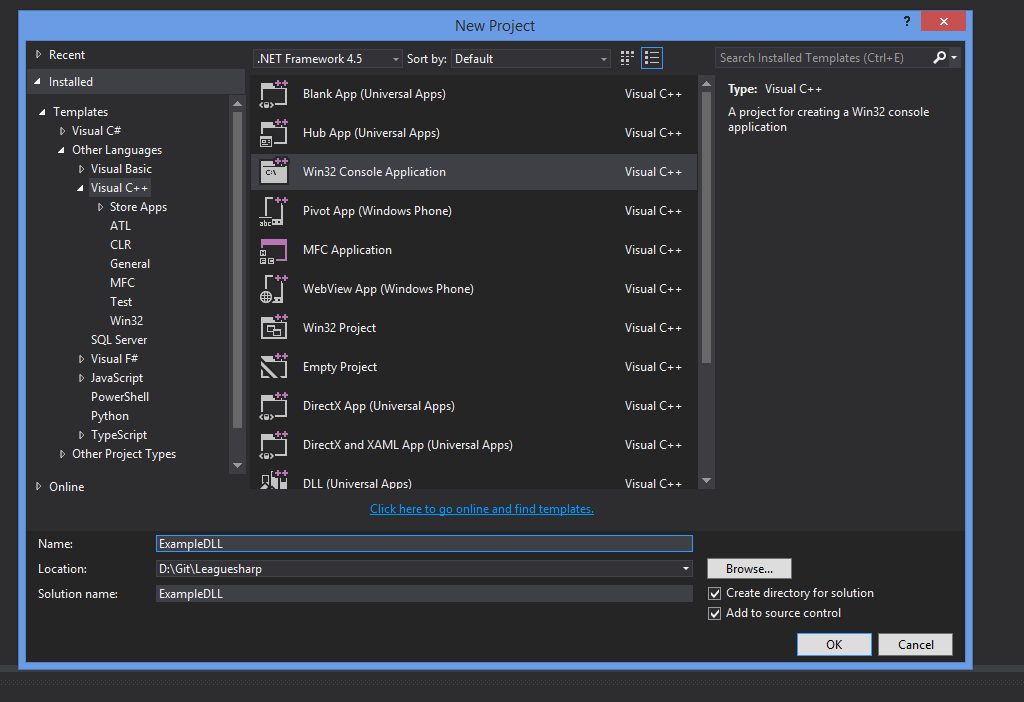 New Project
?
Recent
Installed
Templates
Visual C#
Other Languages
Visual Basic
Visual C++
Store Apps
ATL
CLR
General
MFC
Test
Win32
SQL Server
Visual F#
JavaScript
PowerShell
Python
TypeScript
Other Project Types
Online
.NET Framework 4.5 Sort by: Default
Blank App (Universal Apps) Visual C++
Hub App (Universal Apps) Visual C++
C:\ Win32 Console Application Visual C++
abc Pivot App (Windows Phone) Visual C++
MFC Application Visual C++
WebView App (Windows Phone) Visual C++
Win32 Project Visual C++
Empty Project Visual C++
DirectX App (Universal Apps) Visual C++
DirectX and XAML App (Universal Apps) Visual C++
DLL (Universal Apps) Visual C++
Click here to go online and find templates.
Search Installed Templates (Ctrl+E)
Type: Visual C++
A project for creating a Win32 console
application
Name: ExampleDLL
Location: D:\Git\Leaguesharp
Browse...
Solution name: ExampleDLL
Create directory for solution
Add to source control
OK Cancel